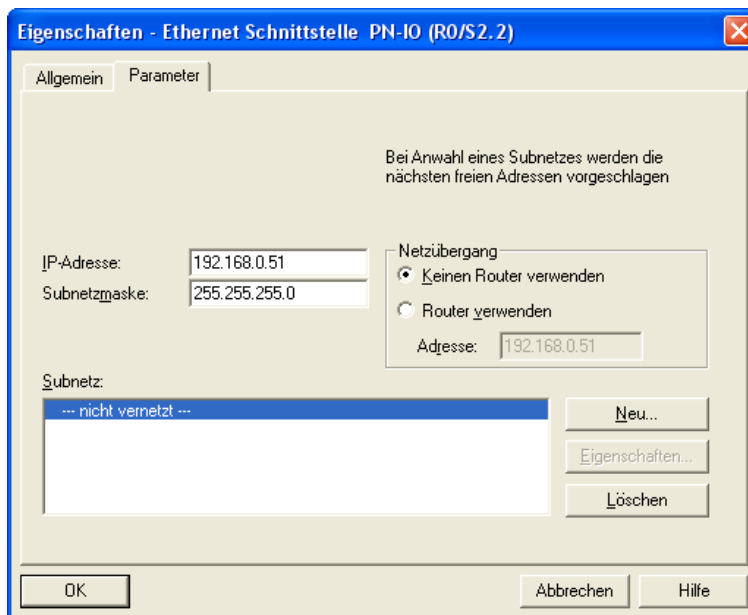 Eigenschaften - Ethernet Schnittstelle PN-IO (R0/S2.2)
Allgemein
Parameter
Bei Anwahl eines Subnetzes werden die
nächsten freien Adressen vorgeschlagen
IP-Adresse: 192.168.0.51
Subnetzmaske: 255.255.255.0
Netzübergang
Keinen Router verwenden
Router verwenden
Adresse: 192.168.0.51
Subnetz:
--- nicht vernetzt ---
Neu...
Eigenschaften...
Löschen
OK
Abbrechen
Hilfe